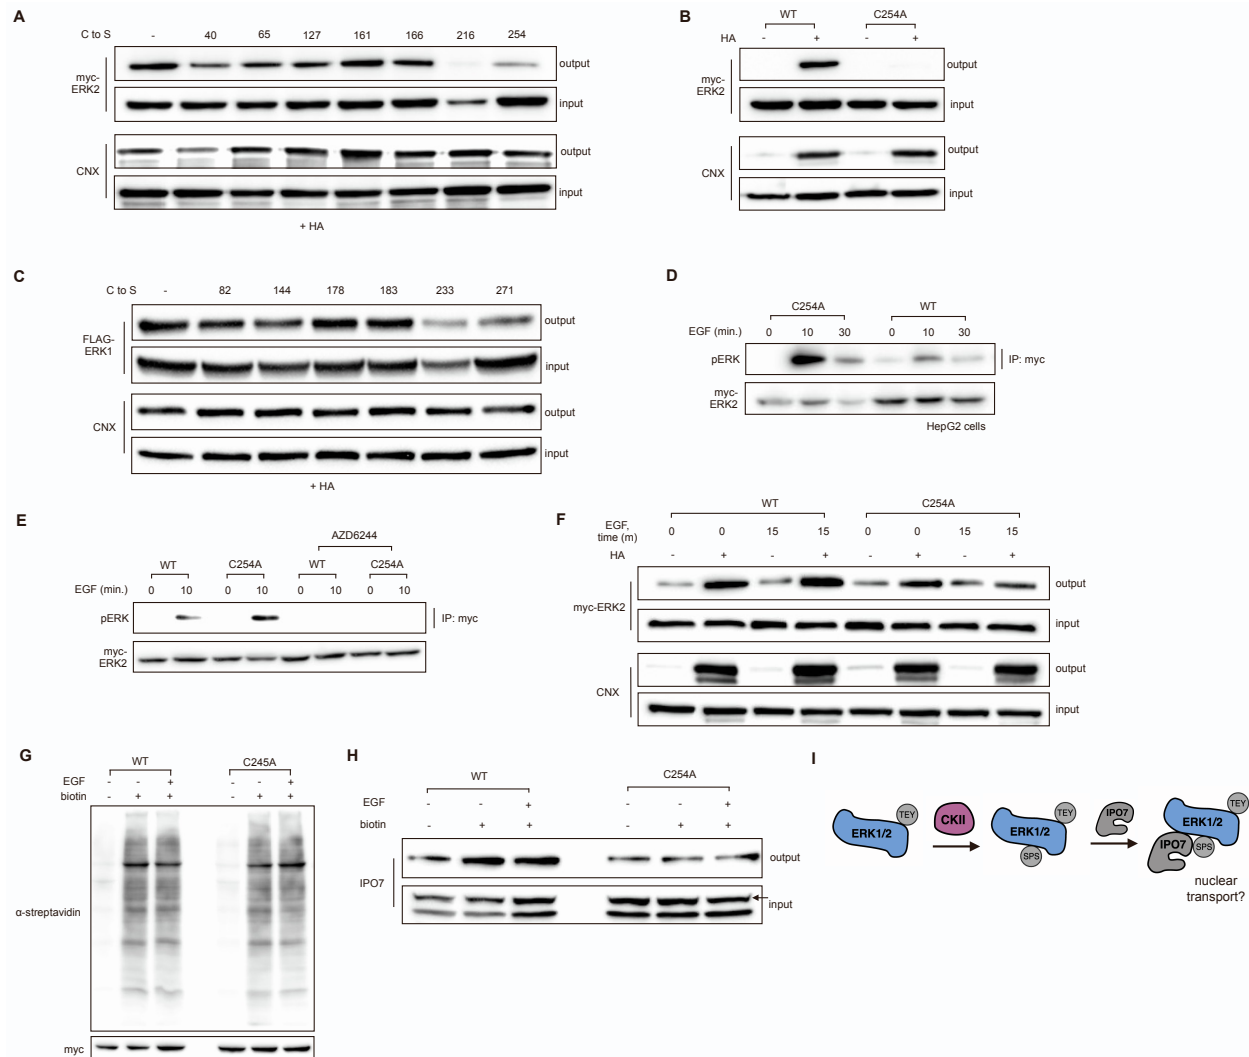 A
C to S - 40 65 127 161 166 216 254
myc-
ERK2
output
input
CNX
output
input
+ HA
B
WT C254A
HA - + - +
myc-
ERK2
output
input
CNX
output
input
C
C to S - 82 144 178 183 233 271
FLAG-
ERK1
output
input
CNX
output
input
+ HA
D
C254A WT
EGF (min.) 0 10 30 0 10 30
pERK
IP: myc
myc-
ERK2
HepG2 cells
E
AZD6244
WT C254A WT C254A
EGF (min.) 0 10 0 10 0 10 0 10
pERK
IP: myc
myc-
ERK2
F
WT C254A
EGF,
time (m)
0 0 15 15 0 0 15 15
HA - + - + - + - +
myc-ERK2
output
input
CNX
output
input
G
WT C245A
EGF - - + - - +
biotin - + + - + +
α-streptavidin
myc
H
WT C254A
EGF - - + - - +
biotin - + + - + +
IPO7
output
input
I
ERK1/2
TEY
CKII
ERK1/2
TEY
SPS
IPO7
ERK1/2
TEY
IPO7
SPS
nuclear
transport?